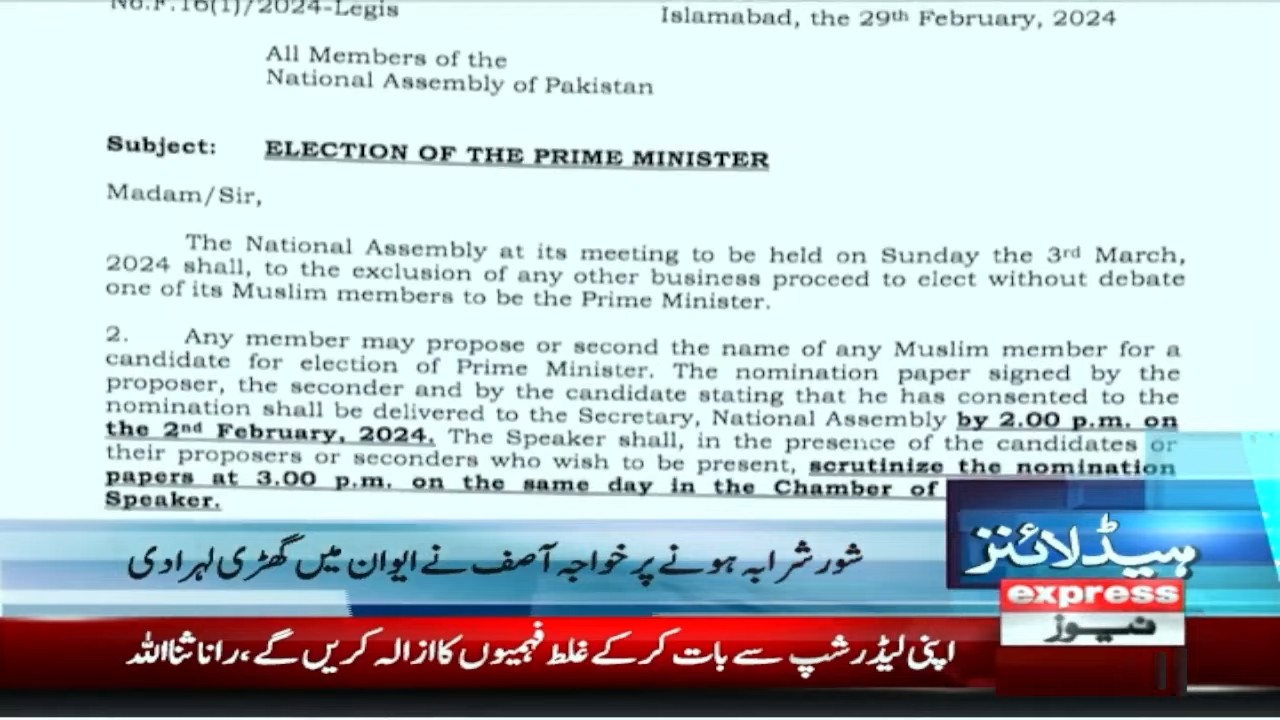 No.F.16(1)/2024-Legis
Islamabad, the 29th February, 2024
All Members of the
National Assembly of Pakistan
Subject: ELECTION OF THE PRIME MINISTER
Madam/Sir,
The National Assembly at its meeting to be held on Sunday the 3rd March,
2024 shall, to the exclusion of any other business proceed to elect without debate
one of its Muslim members to be the Prime Minister.
2. Any member may propose or second the name of any Muslim member for a
candidate for election of Prime Minister. The nomination paper signed by the
proposer, the seconder and by the candidate stating that he has consented to the
nomination shall be delivered to the Secretary, National Assembly by 2.00 p.m. on
the 2nd February, 2024. The Speaker shall, in the presence of the candidates or
their proposers or seconders who wish to be present, scrutinize the nomination
papers at 3.00 p.m. on the same day in the Chamber of
Speaker.
ہیڈلائنز
شور شرابہ ہونے پر خواجہ آصف نے ایوان میں گھڑی لہرا دی
express
نیوز
اپنی لیڈر شپ سے بات کر کے غلط فہمیوں کا ازالہ کریں گے، رانا ثنااللہ